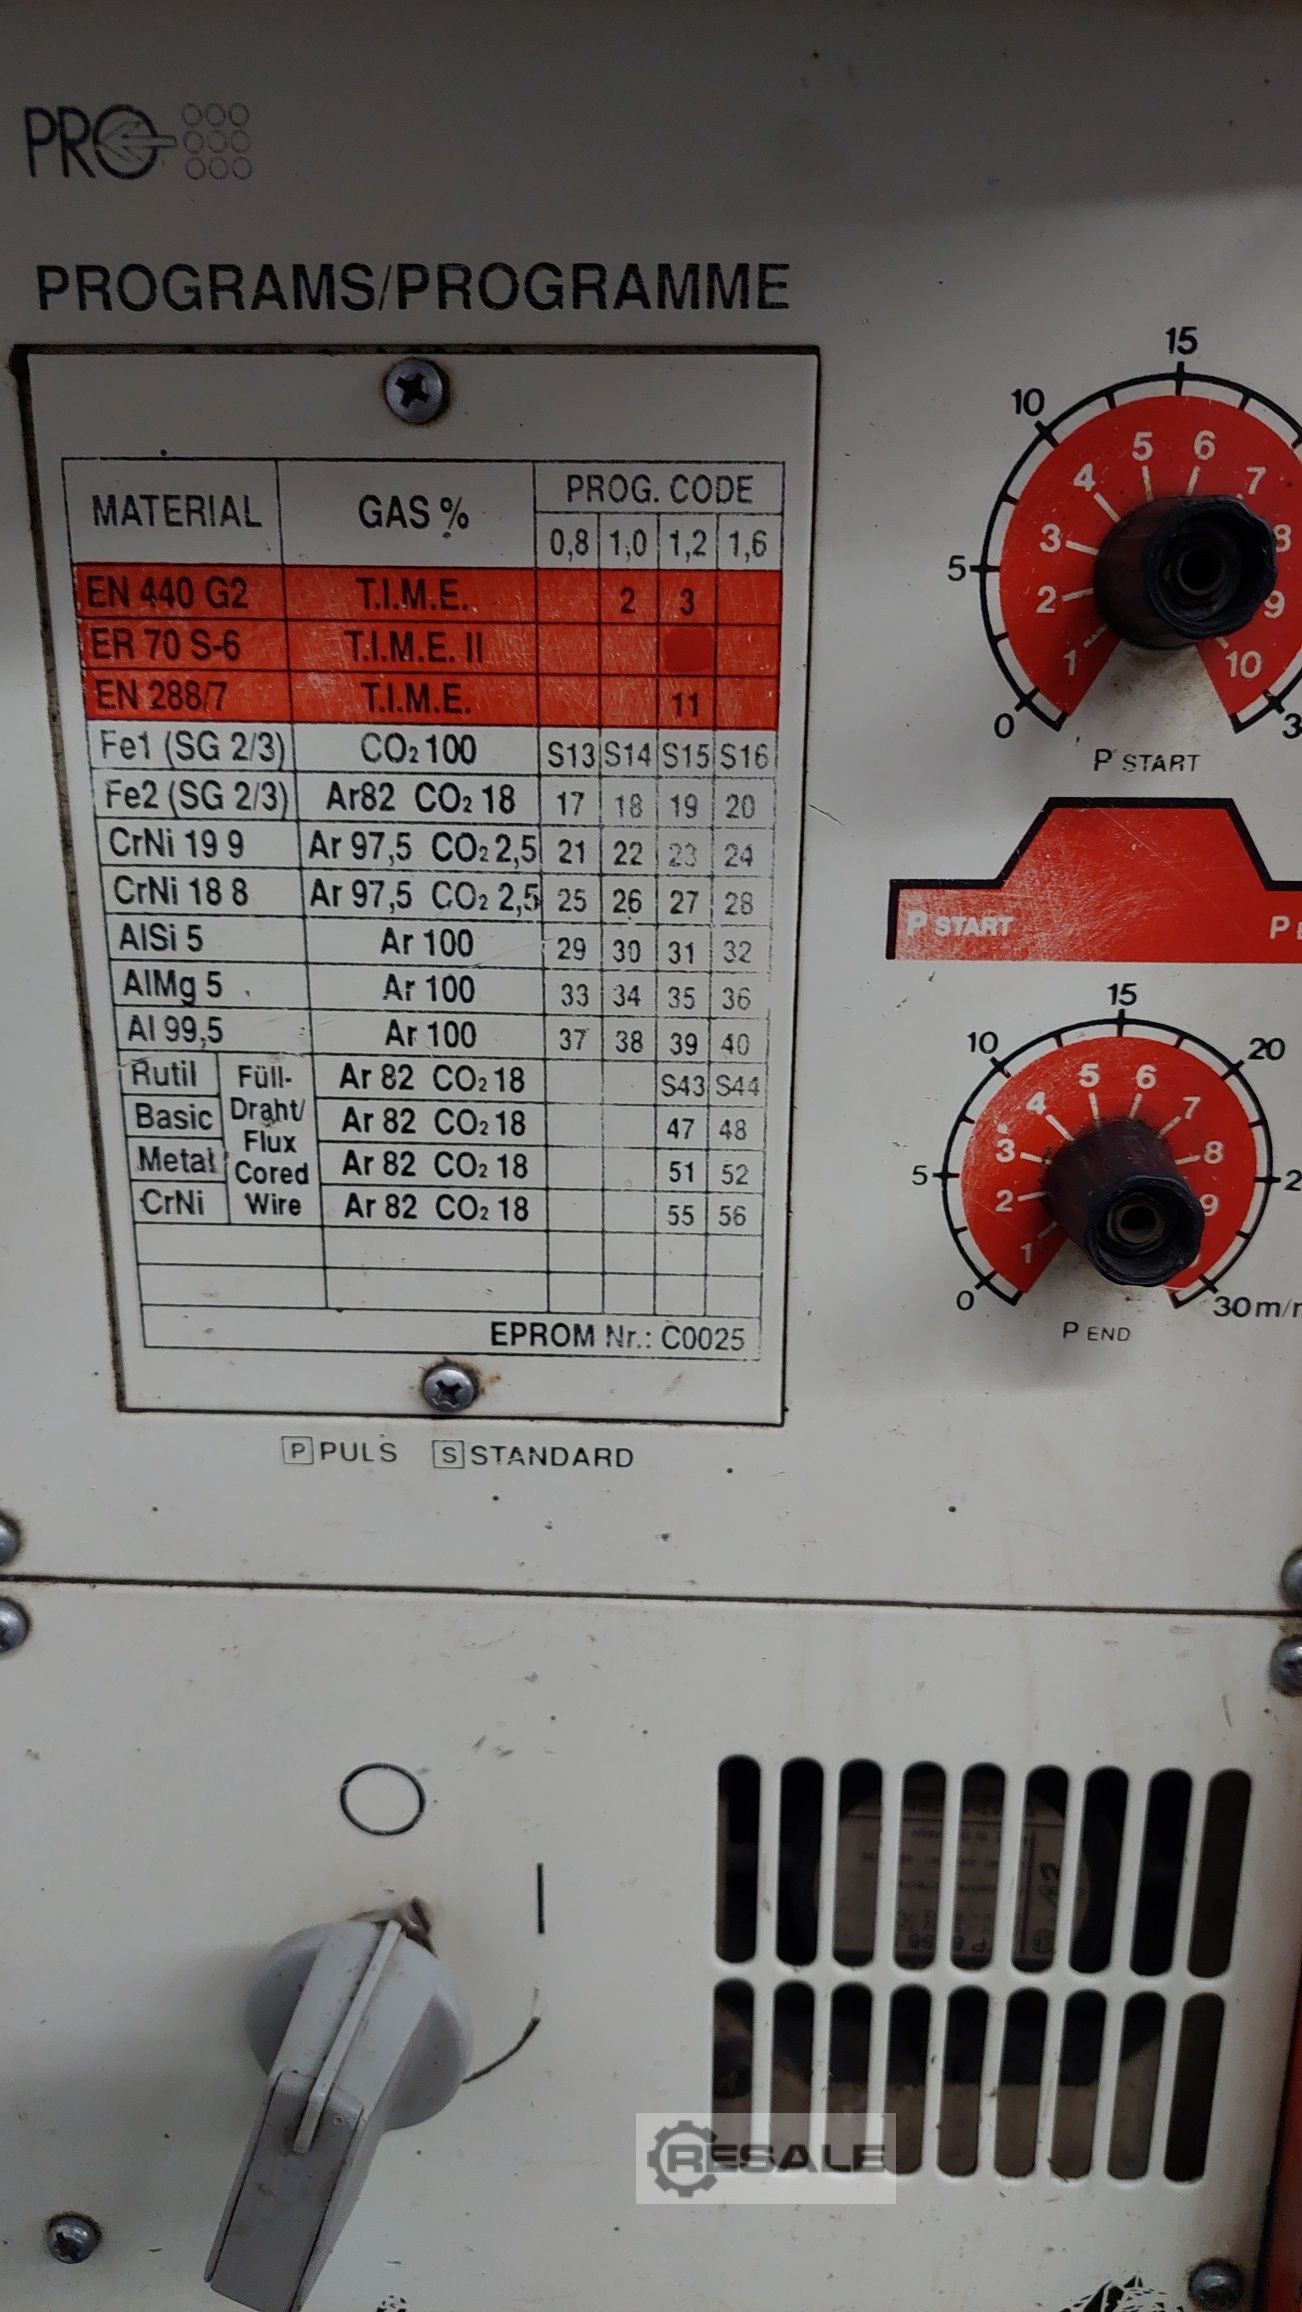 PRO
PROGRAMS/PROGRAMME
MATERIAL GAS % PROG. CODE
0,8 1,0 1,2 1,6
EN 440 G2 T.I.M.E. 2 3
ER 70 S-6 T.I.M.E. II
EN 288/7 T.I.M.E. 11
Fe1 (SG 2/3) CO₂ 100 S13 S14 S15 S16
Fe2 (SG 2/3) Ar82 CO₂ 18 17 18 19 20
CrNi 19 9 Ar 97,5 CO₂ 2,5 21 22 23 24
CrNi 18 8 Ar 97,5 CO₂ 2,5 25 26 27 28
AlSi 5 Ar 100 29 30 31 32
AlMg 5 Ar 100 33 34 35 36
Al 99,5 Ar 100 37 38 39 40
Rutil Ar 82 CO₂ 18 S43 S44
Basic Ar 82 CO₂ 18 47 48
Metal Ar 82 CO₂ 18 51 52
CrNi Ar 82 CO₂ 18 55 56
Füll-
Draht/
Flux
Cored
Wire
EPROM Nr.: C0025
P PULS S STANDARD
0 5 10 15 3
1 2 3 4 5 6 7 8 9 10
P START
P START P E
0 5 10 15 20 2 30 m/
1 2 3 4 5 6 7 8 9
P END
O
I
RESALE